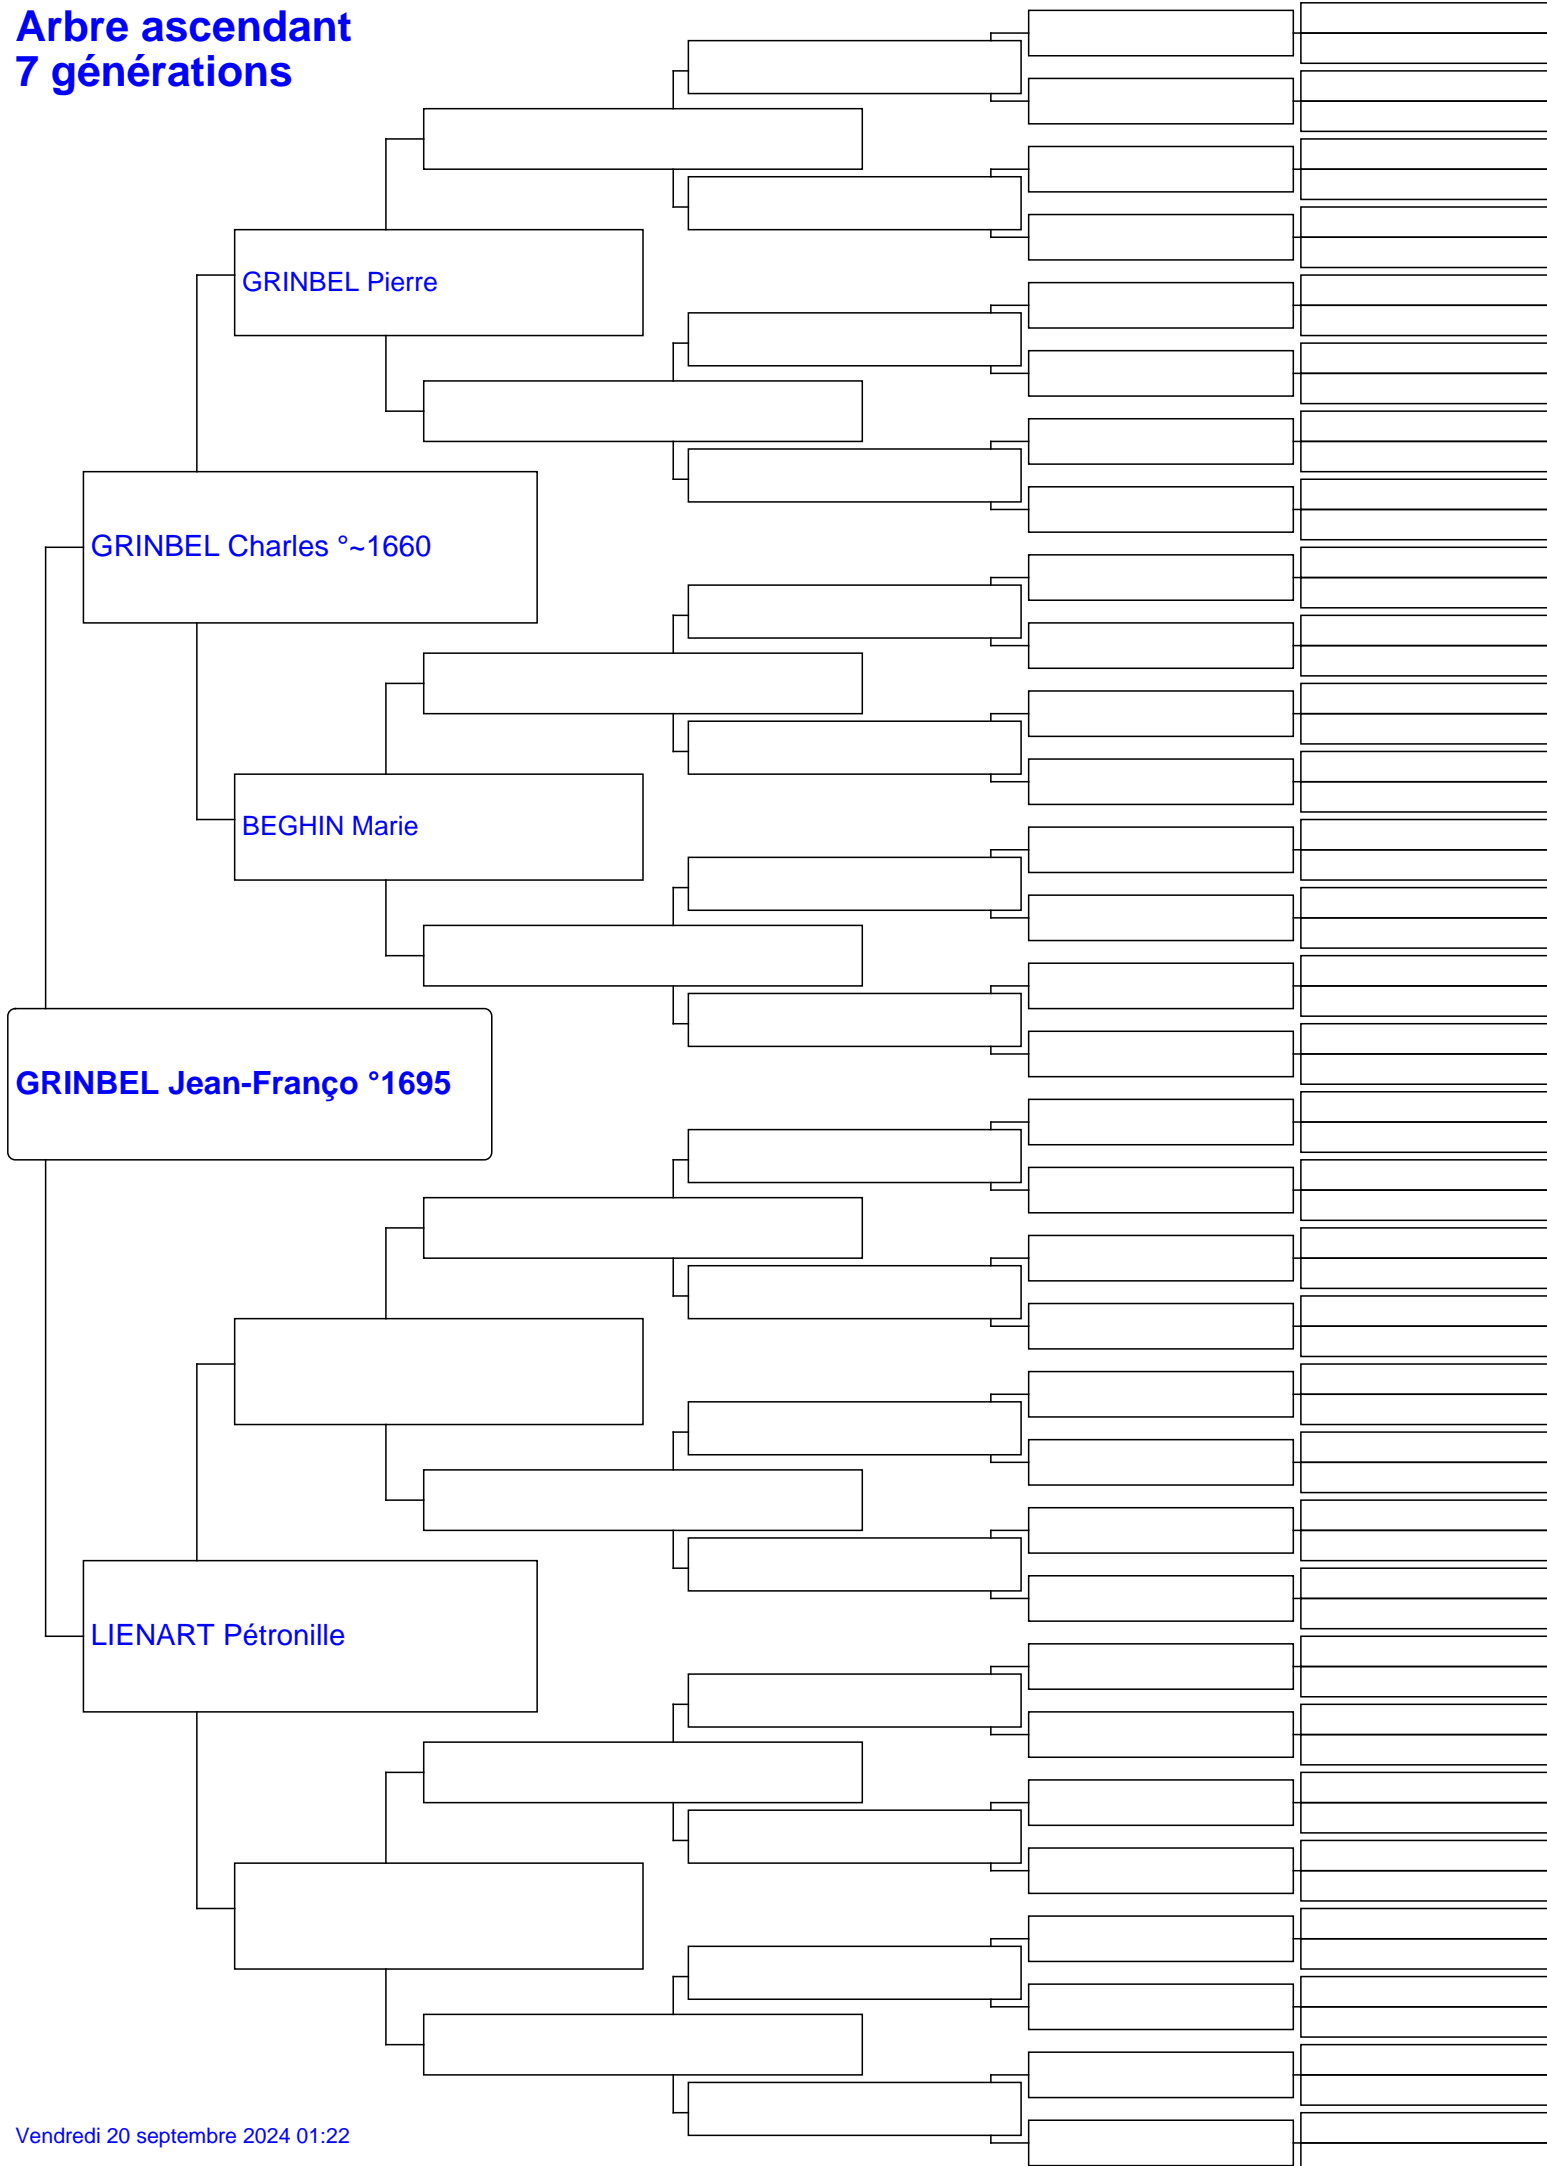 Arbre ascendant
7 générations
GRINBEL Pierre
GRINBEL Charles °~1660
BEGHIN Marie
GRINBEL Jean-Franço °1695
LIENART Pétronille
Vendredi 20 septembre 2024 01:22